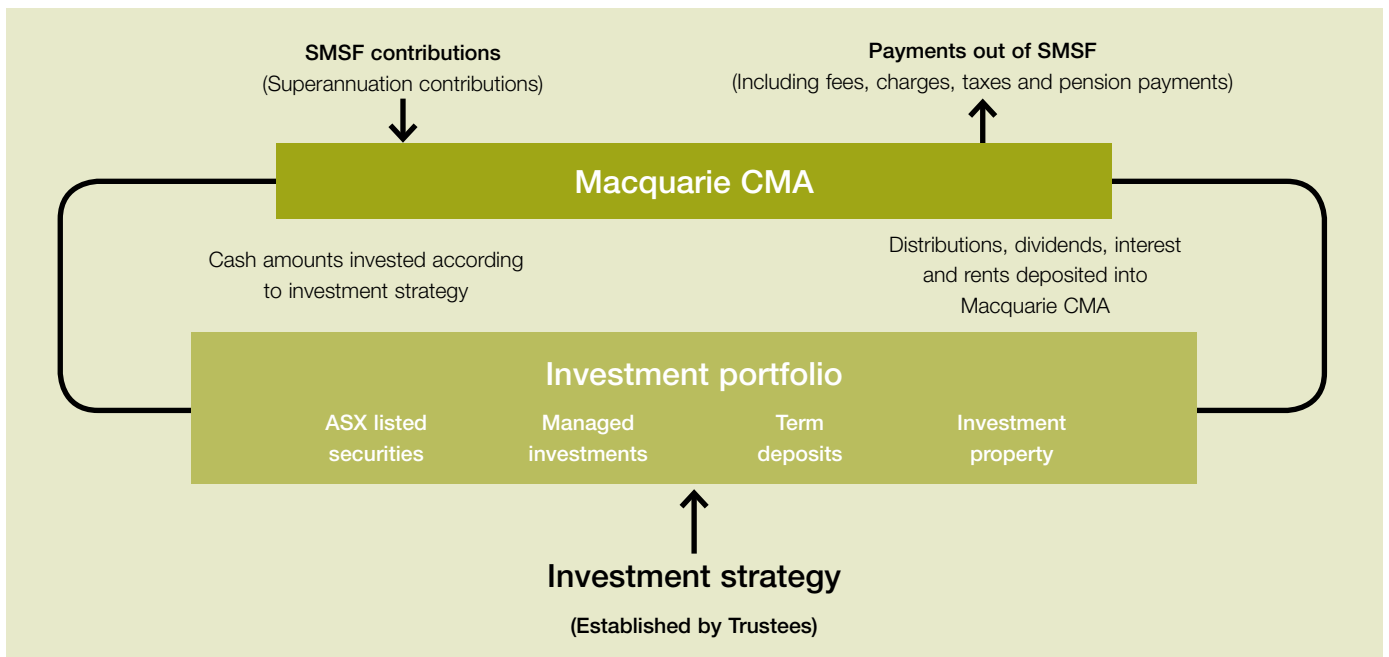 SMSF contributions
(Superannuation contributions)
Payments out of SMSF
(Including fees, charges, taxes and pension payments)
Macquarie CMA
Cash amounts invested according
to investment strategy
Distributions, dividends, interest
and rents deposited into
Macquarie CMA
Investment portfolio
ASX listed
securities
Managed
investments
Term
deposits
Investment
property
Investment strategy
(Established by Trustees)